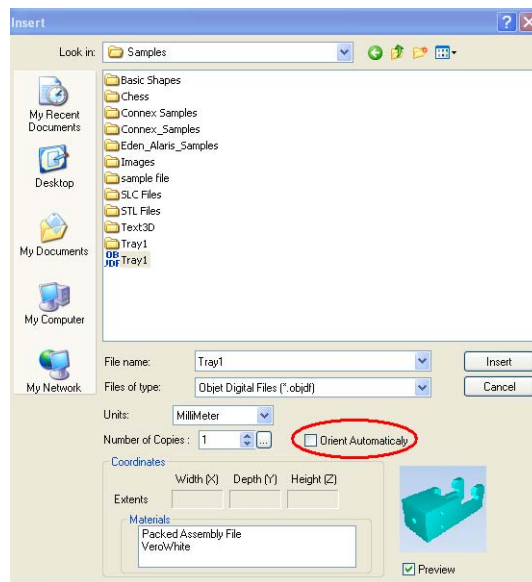 Insert
Look in: Samples
My Recent Documents
Desktop
My Documents
My Computer
My Network
Basic Shapes
Chess
Connex Samples
Connex_Samples
Eden_Alaris_Samples
Images
sample file
SLC Files
STL Files
Text3D
Tray1
OB JDF Tray1
File name: Tray1 Insert
Files of type: Objet Digital Files (*.objdf) Cancel
Units: MilliMeter
Number of Copies : 1 ... Orient Automaticaly
Coordinates
Width (X) Depth (Y) Height (Z)
Extents
Materials
Packed Assembly File
VeroWhite
Preview